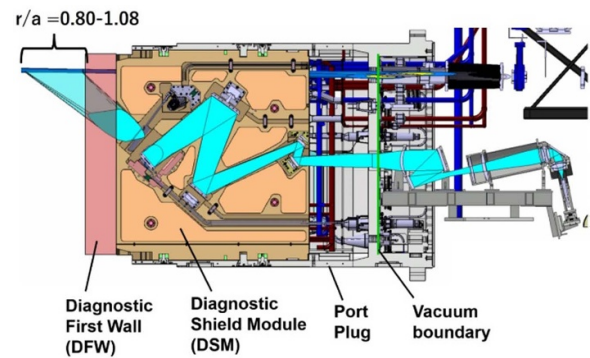 r/a =0.80-1.08
Diagnostic
First Wall
(DFW)
Diagnostic
Shield Module
(DSM)
Port
Plug
Vacuum
boundary